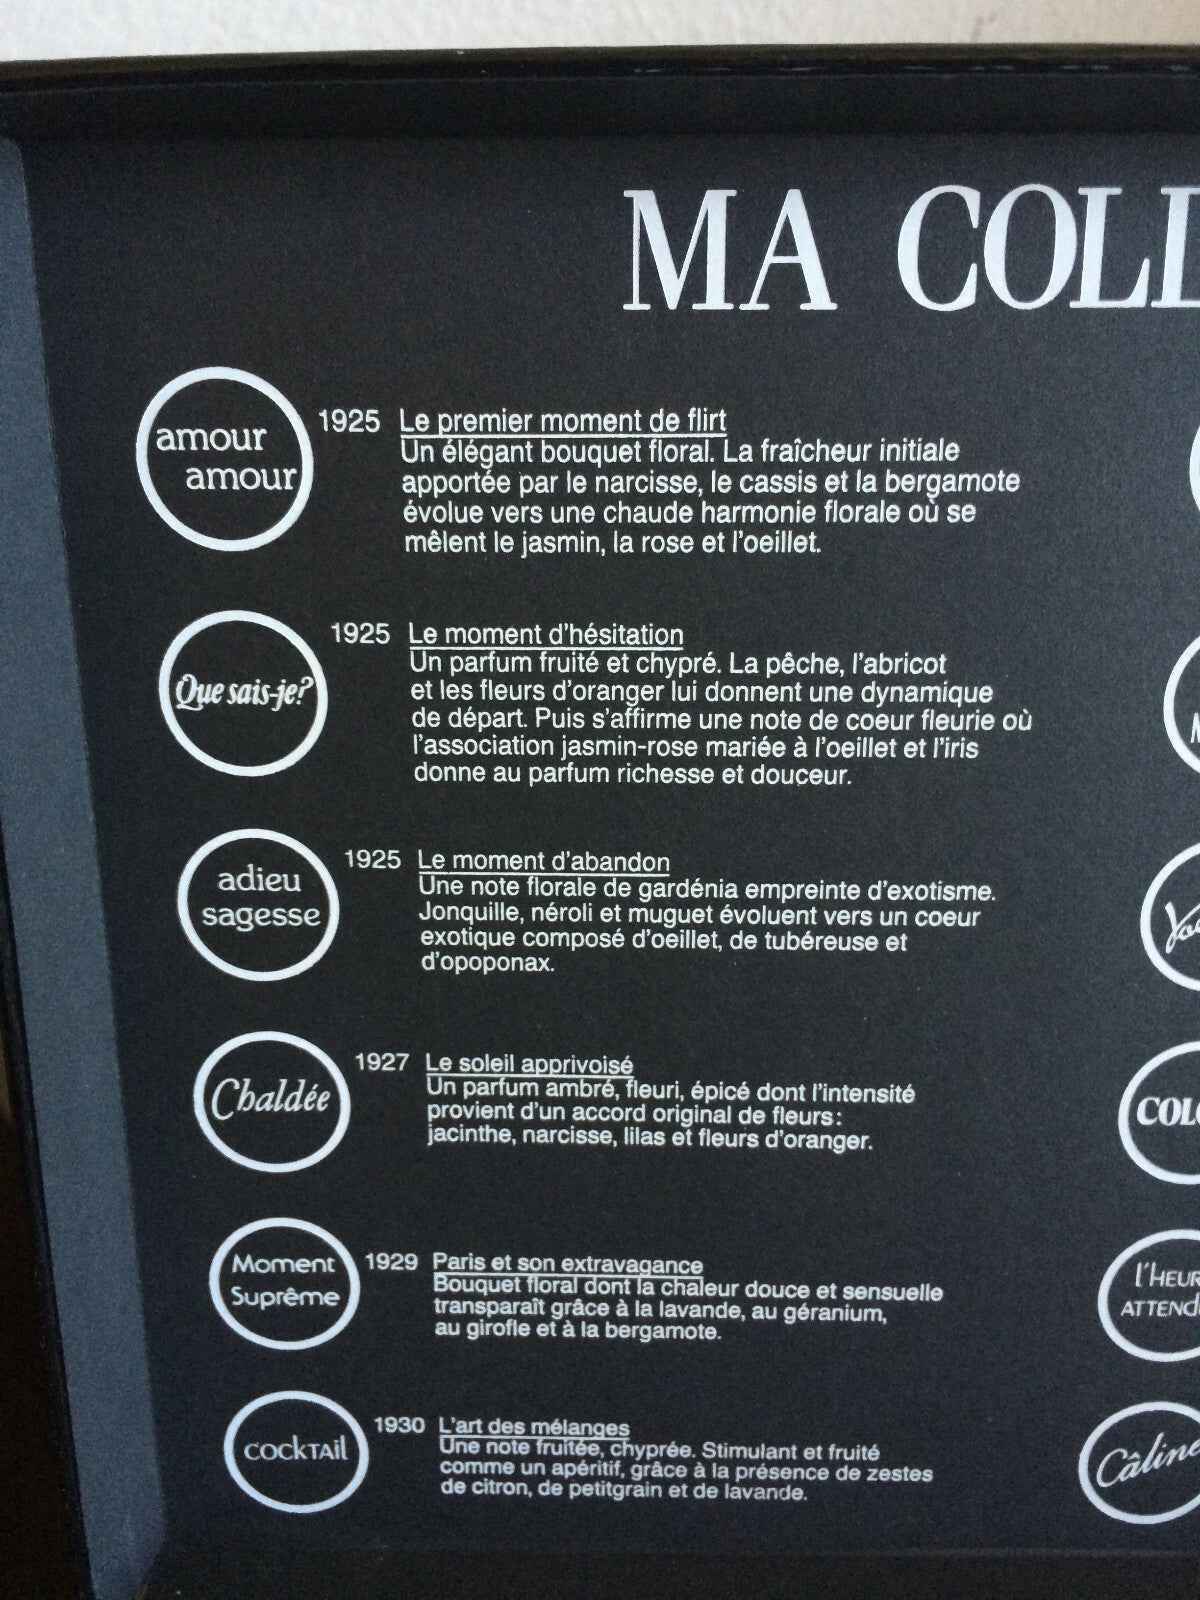 MA COLL
amour
amour
1925 Le premier moment de flirt
Un élégant bouquet floral. La fraîcheur initiale
apportée par le narcisse, le cassis et la bergamote
évolue vers une chaude harmonie florale où se
mêlent le jasmin, la rose et l'oeillet.
Que sais-je?
1925 Le moment d'hésitation
Un parfum fruité et chypré. La pêche, l'abricot
et les fleurs d'oranger lui donnent une dynamique
de départ. Puis s'affirme une note de coeur fleurie où
l'association jasmin-rose mariée à l'oeillet et l'iris
donne au parfum richesse et douceur.
adieu
sagesse
1925 Le moment d'abandon
Une note florale de gardénia empreinte d'exotisme.
Jonquille, néroli et muguet évoluent vers un coeur
exotique composé d'oeillet, de tubéreuse et
d'opoponax.
Chaldée
1927 Le soleil apprivoisé
Un parfum ambré, fleuri, épicé dont l'intensité
provient d'un accord original de fleurs:
jacinthe, narcisse, lilas et fleurs d'oranger.
COL
Moment
Suprême
1929 Paris et son extravagance
Bouquet floral dont la chaleur douce et sensuelle
transparaît grâce à la lavande, au géranium,
au girofle et à la bergamote.
l'HEUR
ATTEND
COCKTAIL
1930 L'art des mélanges
Une note fruitée, chyprée. Stimulant et fruité
comme un apéritif, grâce à la présence de zestes
de citron, de petitgrain et de lavande.
Câlin